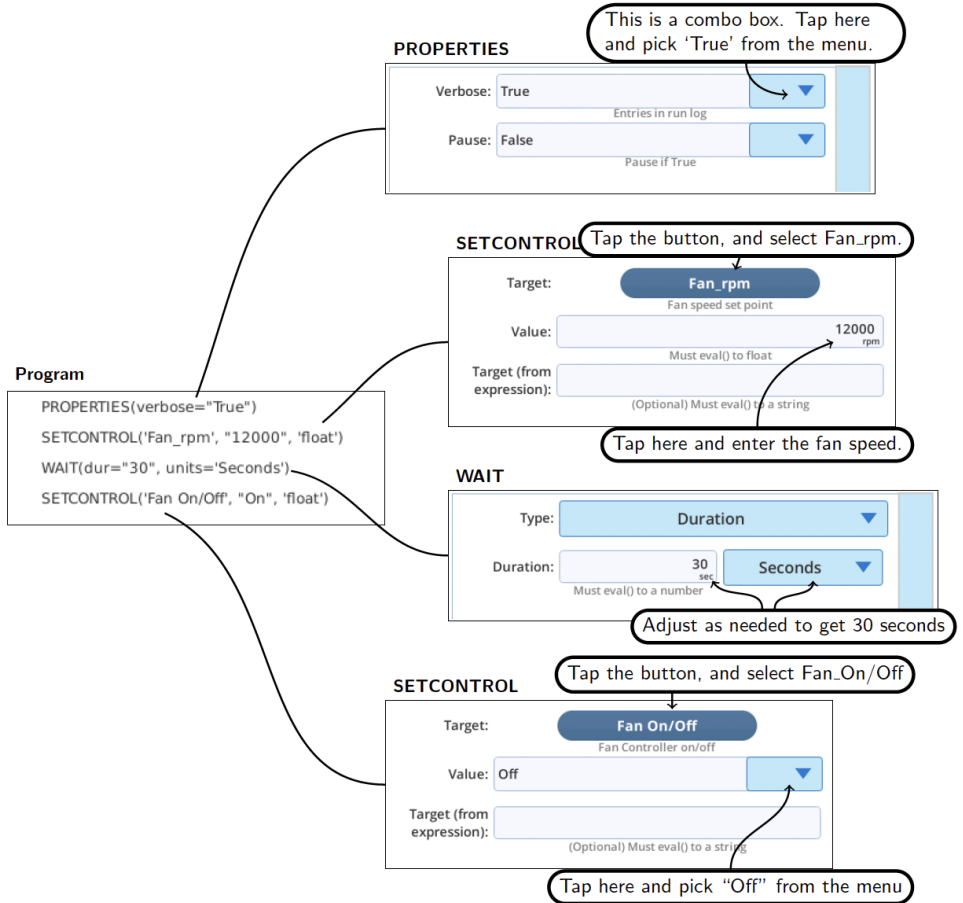 This is a combo box. Tap here
and pick ‘True’ from the menu.
PROPERTIES
Verbose: True
Entries in run log
Pause: False
Pause if True
SETCONTROL
Tap the button, and select Fan_rpm.
Target: Fan_rpm
Fan speed set point
Value: 12000
rpm
Must eval() to float
Target (from
expression):
(Optional) Must eval() to a string
Tap here and enter the fan speed.
Program
PROPERTIES(verbose="True")
SETCONTROL('Fan_rpm', "12000", 'float')
WAIT(dur="30", units='Seconds')
SETCONTROL('Fan On/Off', "On", 'float')
WAIT
Type: Duration
Duration: 30 Seconds
sec
Must eval() to a number
Adjust as needed to get 30 seconds
Tap the button, and select Fan_On/Off
SETCONTROL
Target: Fan On/Off
Fan Controller on/off
Value: Off
Target (from
expression):
(Optional) Must eval() to a string
Tap here and pick “Off” from the menu